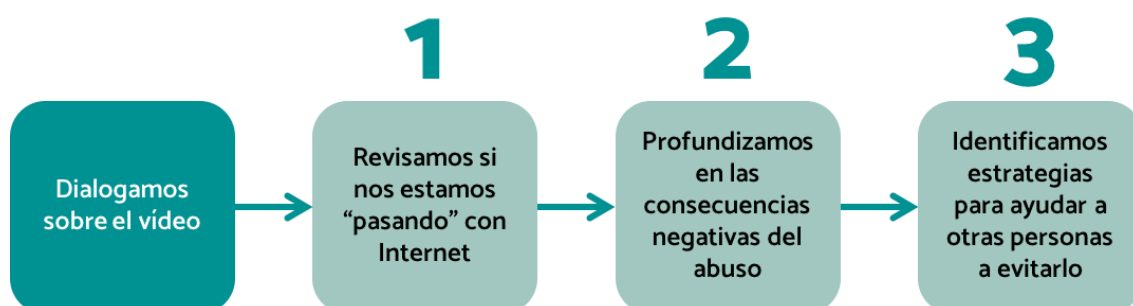 1
2
3
Dialogamos
sobre el vídeo
Revisamos si
nos estamos
“pasando” con
Internet
Profundizamos
en las
consecuencias
negativas del
abuso
Identificamos
estrategias
para ayudar a
otras personas
a evitarlo